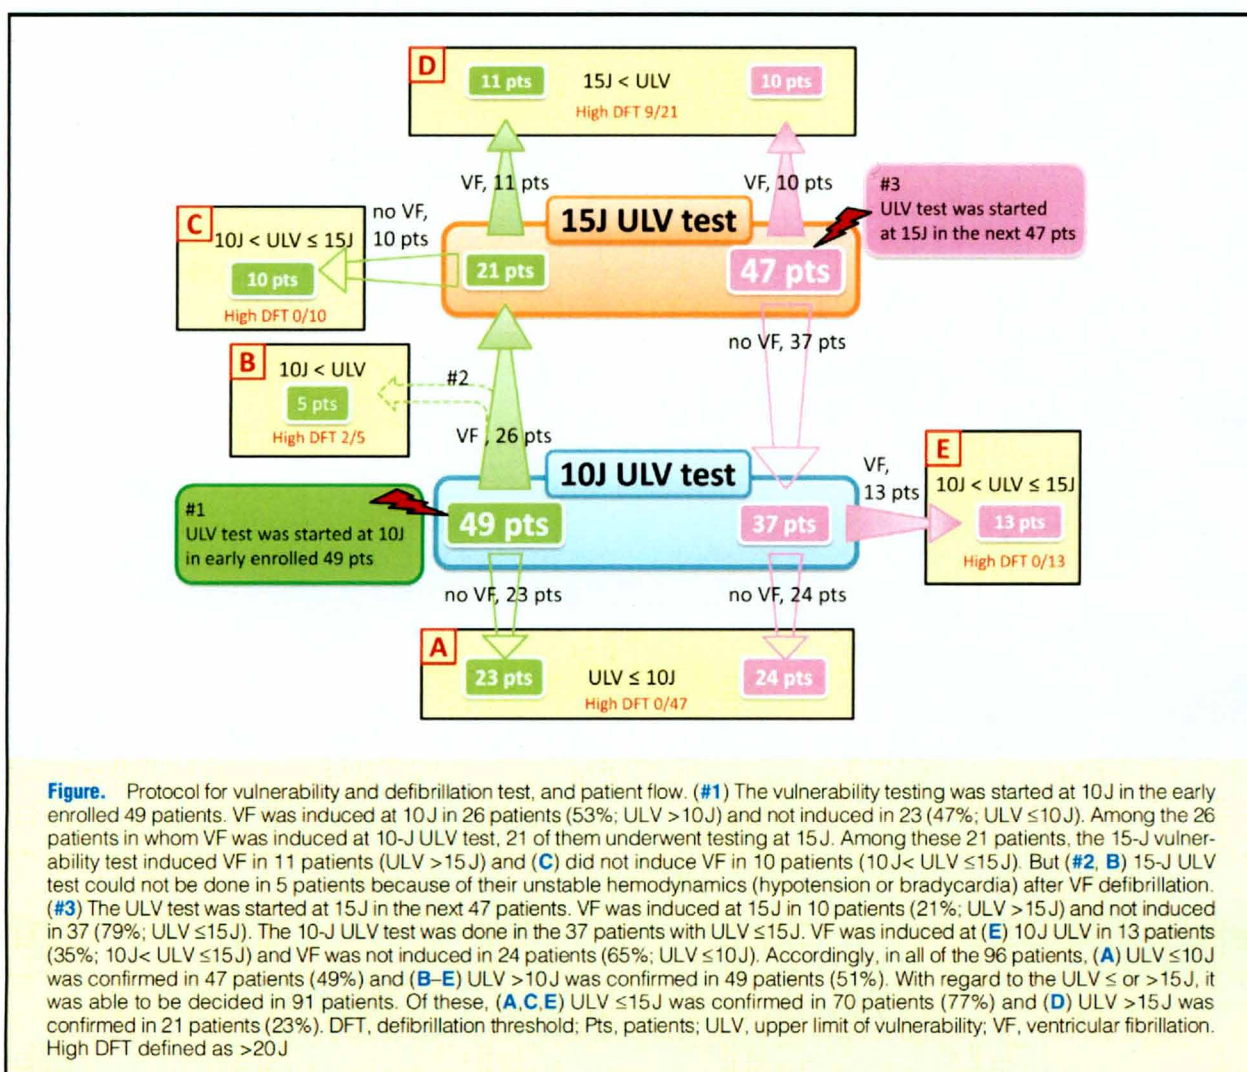 D
11 pts
15J < ULV
10 pts
High DFT 9/21
VF, 11 pts
VF, 10 pts
#3
ULV test was started
at 15J in the next 47 pts
C
10J < ULV ≤ 15J
10 pts
High DFT 0/10
no VF,
10 pts
15J ULV test
21 pts
47 pts
no VF, 37 pts
B
10J < ULV
5 pts
High DFT 2/5
#2
VF , 26 pts
10J ULV test
#1
ULV test was started at 10J
in early enrolled 49 pts
49 pts
37 pts
VF,
13 pts
E
10J < ULV ≤ 15J
13 pts
High DFT 0/13
no VF, 23 pts
no VF, 24 pts
A
23 pts
ULV ≤ 10J
24 pts
High DFT 0/47
Figure. Protocol for vulnerability and defibrillation test, and patient flow. (#1) The vulnerability testing was started at 10J in the early
enrolled 49 patients. VF was induced at 10J in 26 patients (53%; ULV >10J) and not induced in 23 (47%; ULV ≤10J). Among the 26
patients in whom VF was induced at 10-J ULV test, 21 of them underwent testing at 15J. Among these 21 patients, the 15-J vulner-
ability test induced VF in 11 patients (ULV >15J) and (C) did not induce VF in 10 patients (10J< ULV ≤15J). But (#2, B) 15-J ULV
test could not be done in 5 patients because of their unstable hemodynamics (hypotension or bradycardia) after VF defibrillation.
(#3) The ULV test was started at 15J in the next 47 patients. VF was induced at 15J in 10 patients (21%; ULV >15J) and not induced
in 37 (79%; ULV ≤15J). The 10-J ULV test was done in the 37 patients with ULV ≤15J. VF was induced at (E) 10J ULV in 13 patients
(35%; 10J< ULV ≤15J) and VF was not induced in 24 patients (65%; ULV ≤10J). Accordingly, in all of the 96 patients, (A) ULV ≤10J
was confirmed in 47 patients (49%) and (B–E) ULV >10J was confirmed in 49 patients (51%). With regard to the ULV ≤ or >15J, it
was able to be decided in 91 patients. Of these, (A,C,E) ULV ≤15J was confirmed in 70 patients (77%) and (D) ULV >15J was
confirmed in 21 patients (23%). DFT, defibrillation threshold; Pts, patients; ULV, upper limit of vulnerability; VF, ventricular fibrillation.
High DFT defined as >20J